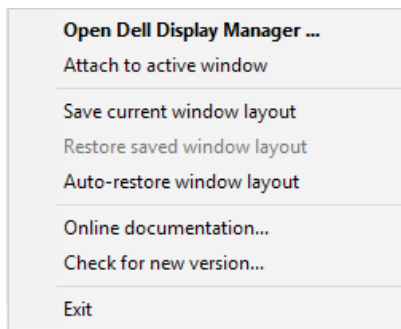 Open Dell Display Manager ...
Attach to active window
Save current window layout
Restore saved window layout
Auto-restore window layout
Online documentation...
Check for new version...
Exit